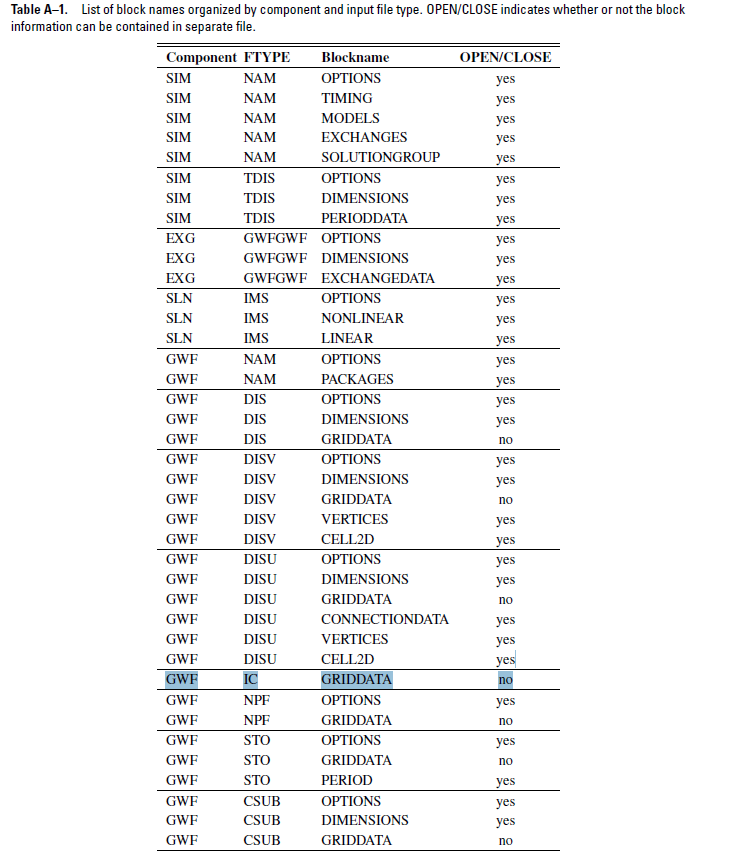 Table A–1. List of block names organized by component and input file type. OPEN/CLOSE indicates whether or not the block
information can be contained in separate file.
Component FTYPE Blockname OPEN/CLOSE
SIM NAM OPTIONS yes
SIM NAM TIMING yes
SIM NAM MODELS yes
SIM NAM EXCHANGES yes
SIM NAM SOLUTIONGROUP yes
SIM TDIS OPTIONS yes
SIM TDIS DIMENSIONS yes
SIM TDIS PERIODDATA yes
EXG GWFGWF OPTIONS yes
EXG GWFGWF DIMENSIONS yes
EXG GWFGWF EXCHANGEDATA yes
SLN IMS OPTIONS yes
SLN IMS NONLINEAR yes
SLN IMS LINEAR yes
GWF NAM OPTIONS yes
GWF NAM PACKAGES yes
GWF DIS OPTIONS yes
GWF DIS DIMENSIONS yes
GWF DIS GRIDDATA no
GWF DISV OPTIONS yes
GWF DISV DIMENSIONS yes
GWF DISV GRIDDATA no
GWF DISV VERTICES yes
GWF DISV CELL2D yes
GWF DISU OPTIONS yes
GWF DISU DIMENSIONS yes
GWF DISU GRIDDATA no
GWF DISU CONNECTIONDATA yes
GWF DISU VERTICES yes
GWF DISU CELL2D yes
GWF IC GRIDDATA no
GWF NPF OPTIONS yes
GWF NPF GRIDDATA no
GWF STO OPTIONS yes
GWF STO GRIDDATA no
GWF STO PERIOD yes
GWF CSUB OPTIONS yes
GWF CSUB DIMENSIONS yes
GWF CSUB GRIDDATA no